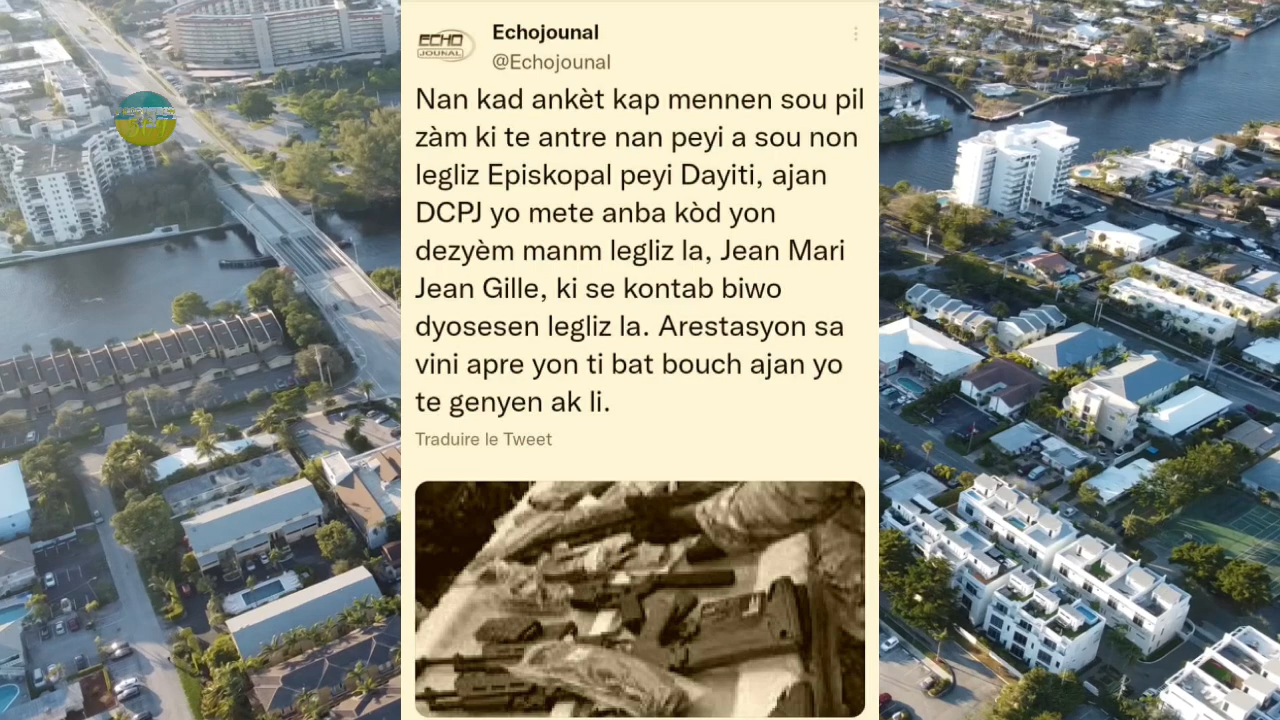 ECHO
JOUNAL
Echojounal
@Echojounal
Nan kad ankèt kap mennen sou pil
zàm ki te antre nan peyi a sou non
legliz Episkopal peyi Dayiti, ajan
DCPJ yo mete anba kòd yon
dezyèm manm legliz la, Jean Mari
Jean Gille, ki se kontab biwo
dyosesen legliz la. Arestasyon sa
vini apre yon ti bat bouch ajan yo
te genyen ak li.
Traduire le Tweet